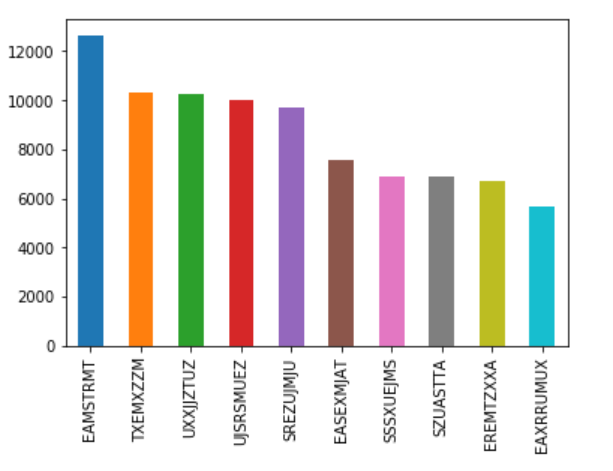 12000
10000
8000
6000
4000
2000
0
EAMSTRMT
TXEMXZZM
UXXJJZTUZ
UJSRSMUEZ
SREZUJMJU
EASEXMJAT
SSSXUEJMS
SZUASTTA
EREMTZXXA
EAXRRUMUX